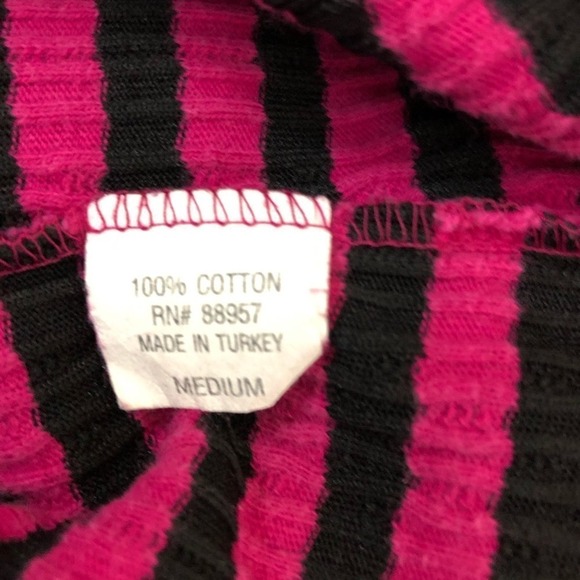 100% COTTON
RN# 88957
MADE IN TURKEY
MEDIUM